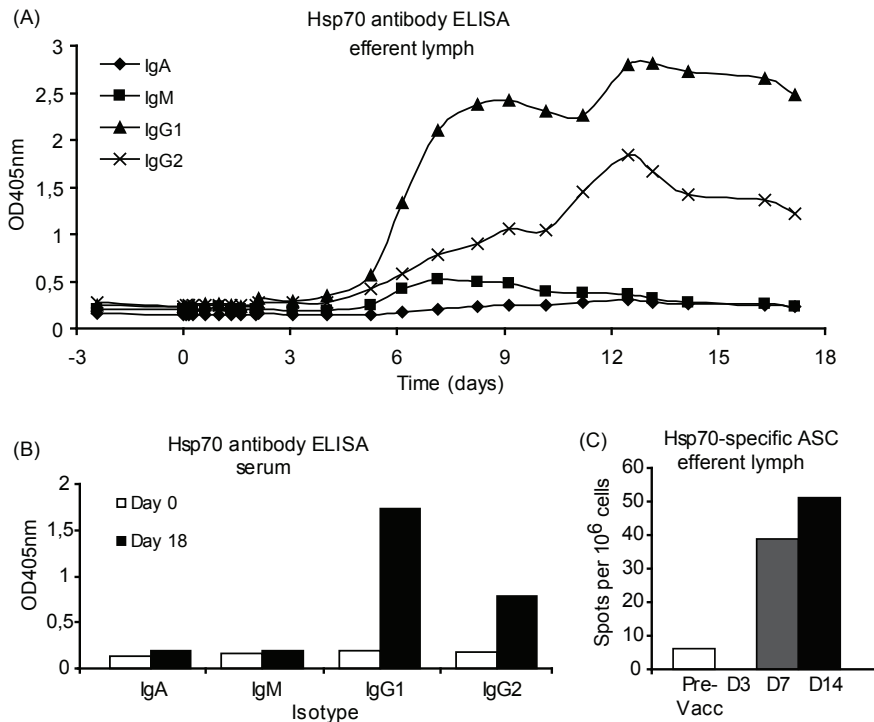 (A)
Hsp70 antibody ELISA
efferent lymph
IgA
IgM
IgG1
IgG2
OD405nm
3
2,5
2
1,5
1
0,5
0
-3 0 3 6 9 12 15 18
Time (days)
(B)
Hsp70 antibody ELISA
serum
Day 0
Day 18
OD405nm
2
1,5
1
0,5
0
IgA IgM IgG1 IgG2
Isotype
(C)
Hsp70-specific ASC
efferent lymph
Spots per 10⁶ cells
60
50
40
30
20
10
0
Pre- D3 D7 D14
Vacc